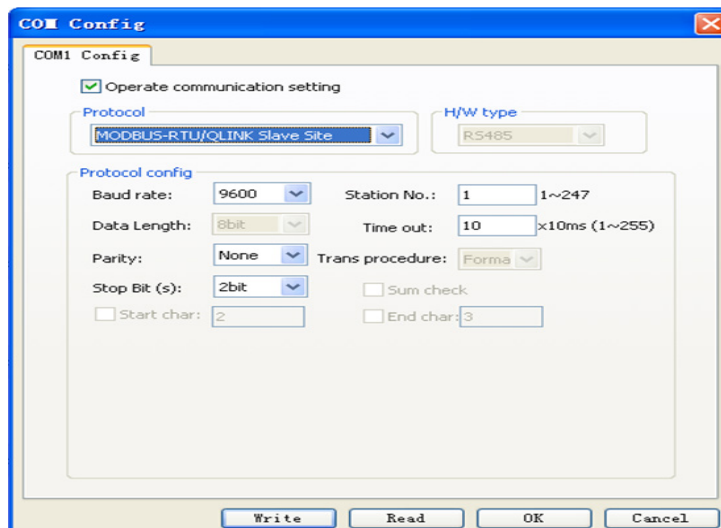 COM Config
COM1 Config
Operate communication setting
Protocol
H/W type
MODBUS-RTU/QLINK Slave Site
RS485
Protocol config
Baud rate: 9600 Station No.: 1 1~247
Data Length: 8bit Time out: 10 x10ms (1~255)
Parity: None Trans procedure: Forma
Stop Bit (s): 2bit Sum check
Start char: 2 End char: 3
Write Read OK Cancel